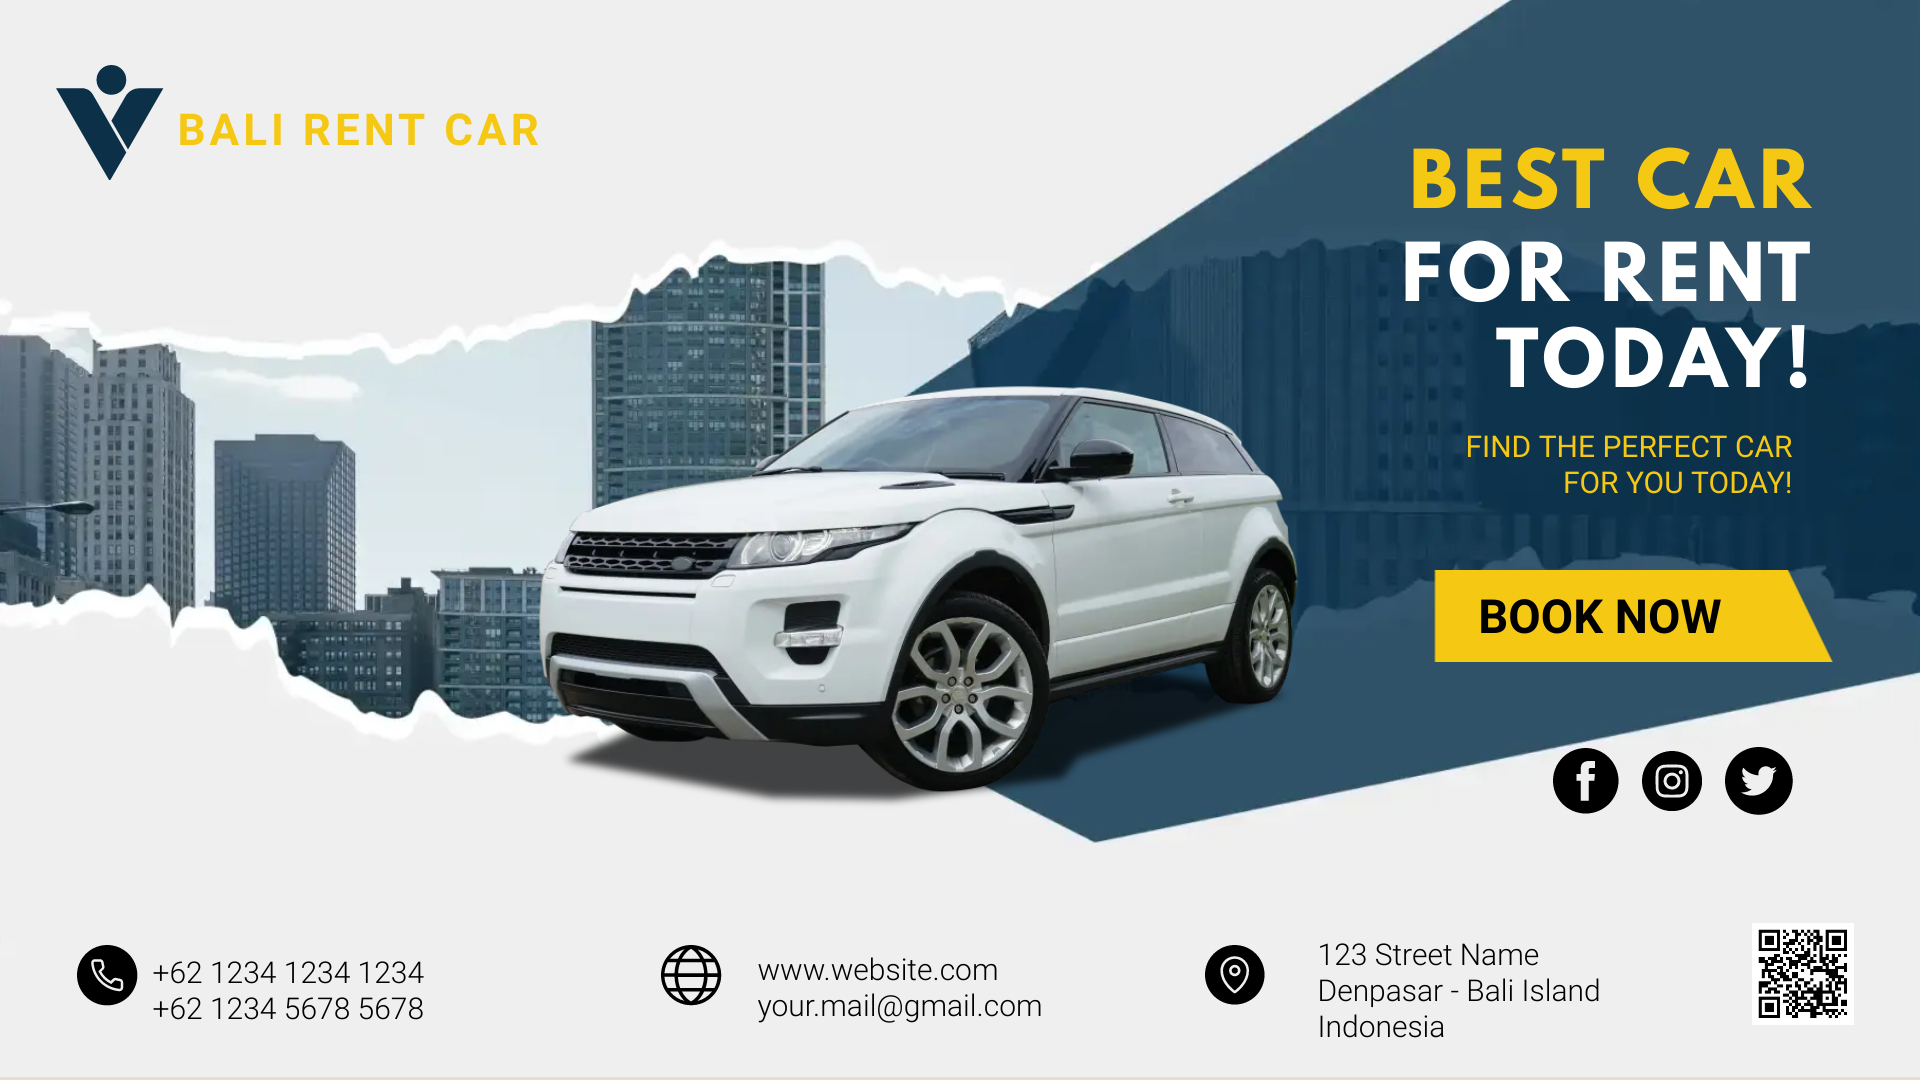 BALI RENT CAR
BEST CAR
FOR RENT
TODAY!
FIND THE PERFECT CAR
FOR YOU TODAY!
BOOK NOW
+62 1234 1234 1234
+62 1234 5678 5678
www.website.com
your.mail@gmail.com
123 Street Name
Denpasar - Bali Island
Indonesia